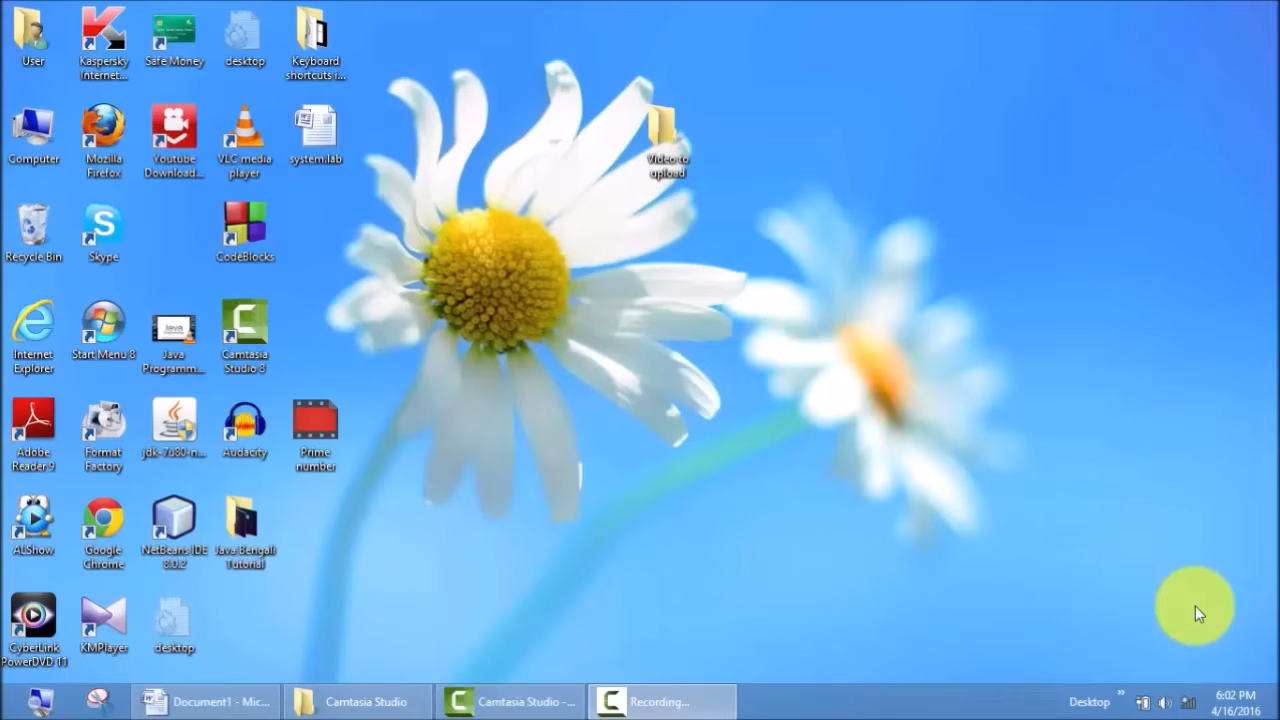 User
Kaspersky
Internet...
Safe Money
desktop
Keyboard
shortcuts i...
Computer
Mozilla
Firefox
Youtube
Download...
VLC media
player
system.lab
Video to
upload
Recycle Bin
Skype
CodeBlocks
Internet
Explorer
Start Menu 8
Java
Programm...
Camtasia
Studio 8
Adobe
Reader 9
Format
Factory
jdk-7u80-n...
Audacity
Prime
number
ALShow
Google
Chrome
NetBeans IDE
8.0.2
Java Bengali
Tutorial
CyberLink
PowerDVD 11
KMPlayer
desktop
Document1 - Mic...
Camtasia Studio
Camtasia Studio -...
Recording...
Desktop
6:02 PM
4/16/2016